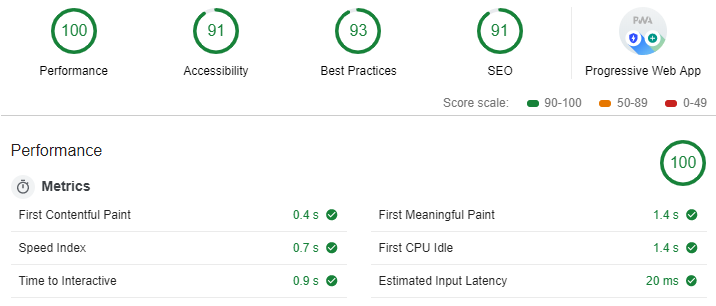 100 91 93 91 PWA
Performance Accessibility Best Practices SEO Progressive Web App
Score scale: 90-100 50-89 0-49
Performance 100
Metrics
First Contentful Paint 0.4 s First Meaningful Paint 1.4 s
Speed Index 0.7 s First CPU Idle 1.4 s
Time to Interactive 0.9 s Estimated Input Latency 20 ms